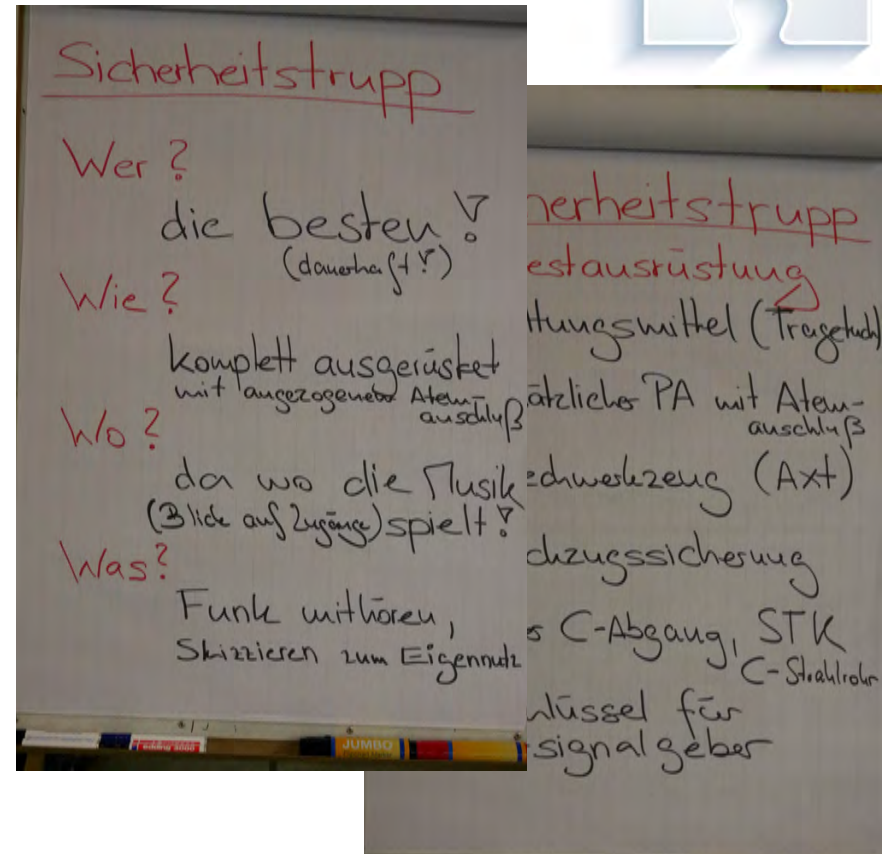 Sicherheitstrupp
Wer?
die besten!
(dauerhaft!)
Wie?
komplett ausgerüstet
mit angezogenem Atem-
anschluß
Wo?
da wo die Musik
(Blick auf Zugänge) spielt!
Was?
Funk mithören,
Skizzieren zum Eigennutz
JUMBO
herheitstrupp
estausrüstung
ttungsmittel (Tragetuch)
ätzlicher PA mit Atem-
anschluß
echwerkzeug (Axt)
ckzugssicherung
s C-Abgang, STK
C-Strahlrohr
hlüssel für
signalgeber